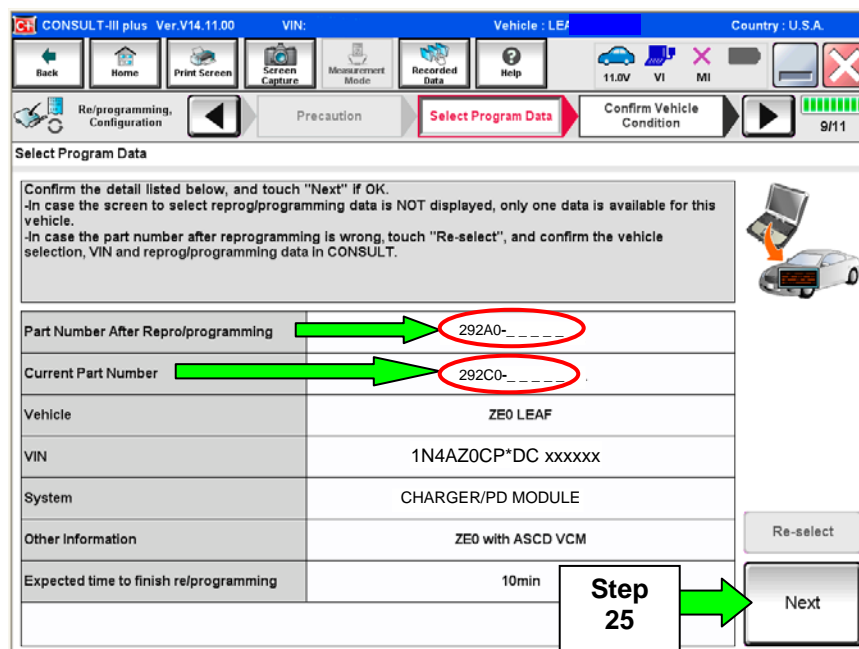 CONSULT-III plus Ver.V14.11.00 VIN: Vehicle : LEA Country : U.S.A.
Back Home Print Screen Screen Capture Measurement Mode Recorded Data Help 11.0V VI MI
Re/programming, Configuration Precaution Select Program Data Confirm Vehicle Condition 9/11
Select Program Data
Confirm the detail listed below, and touch "Next" if OK.
-In case the screen to select reprog/programming data is NOT displayed, only one data is available for this
vehicle.
-In case the part number after reprogramming is wrong, touch "Re-select", and confirm the vehicle
selection, VIN and reprog/programming data in CONSULT.
Part Number After Repro/programming 292A0-_ _ _ _ _
Current Part Number 292C0-_ _ _ _ _
Vehicle ZE0 LEAF
VIN 1N4AZ0CP*DC xxxxxx
System CHARGER/PD MODULE
Other Information ZE0 with ASCD VCM
Re-select
Expected time to finish re/programming 10min
Step
25
Next